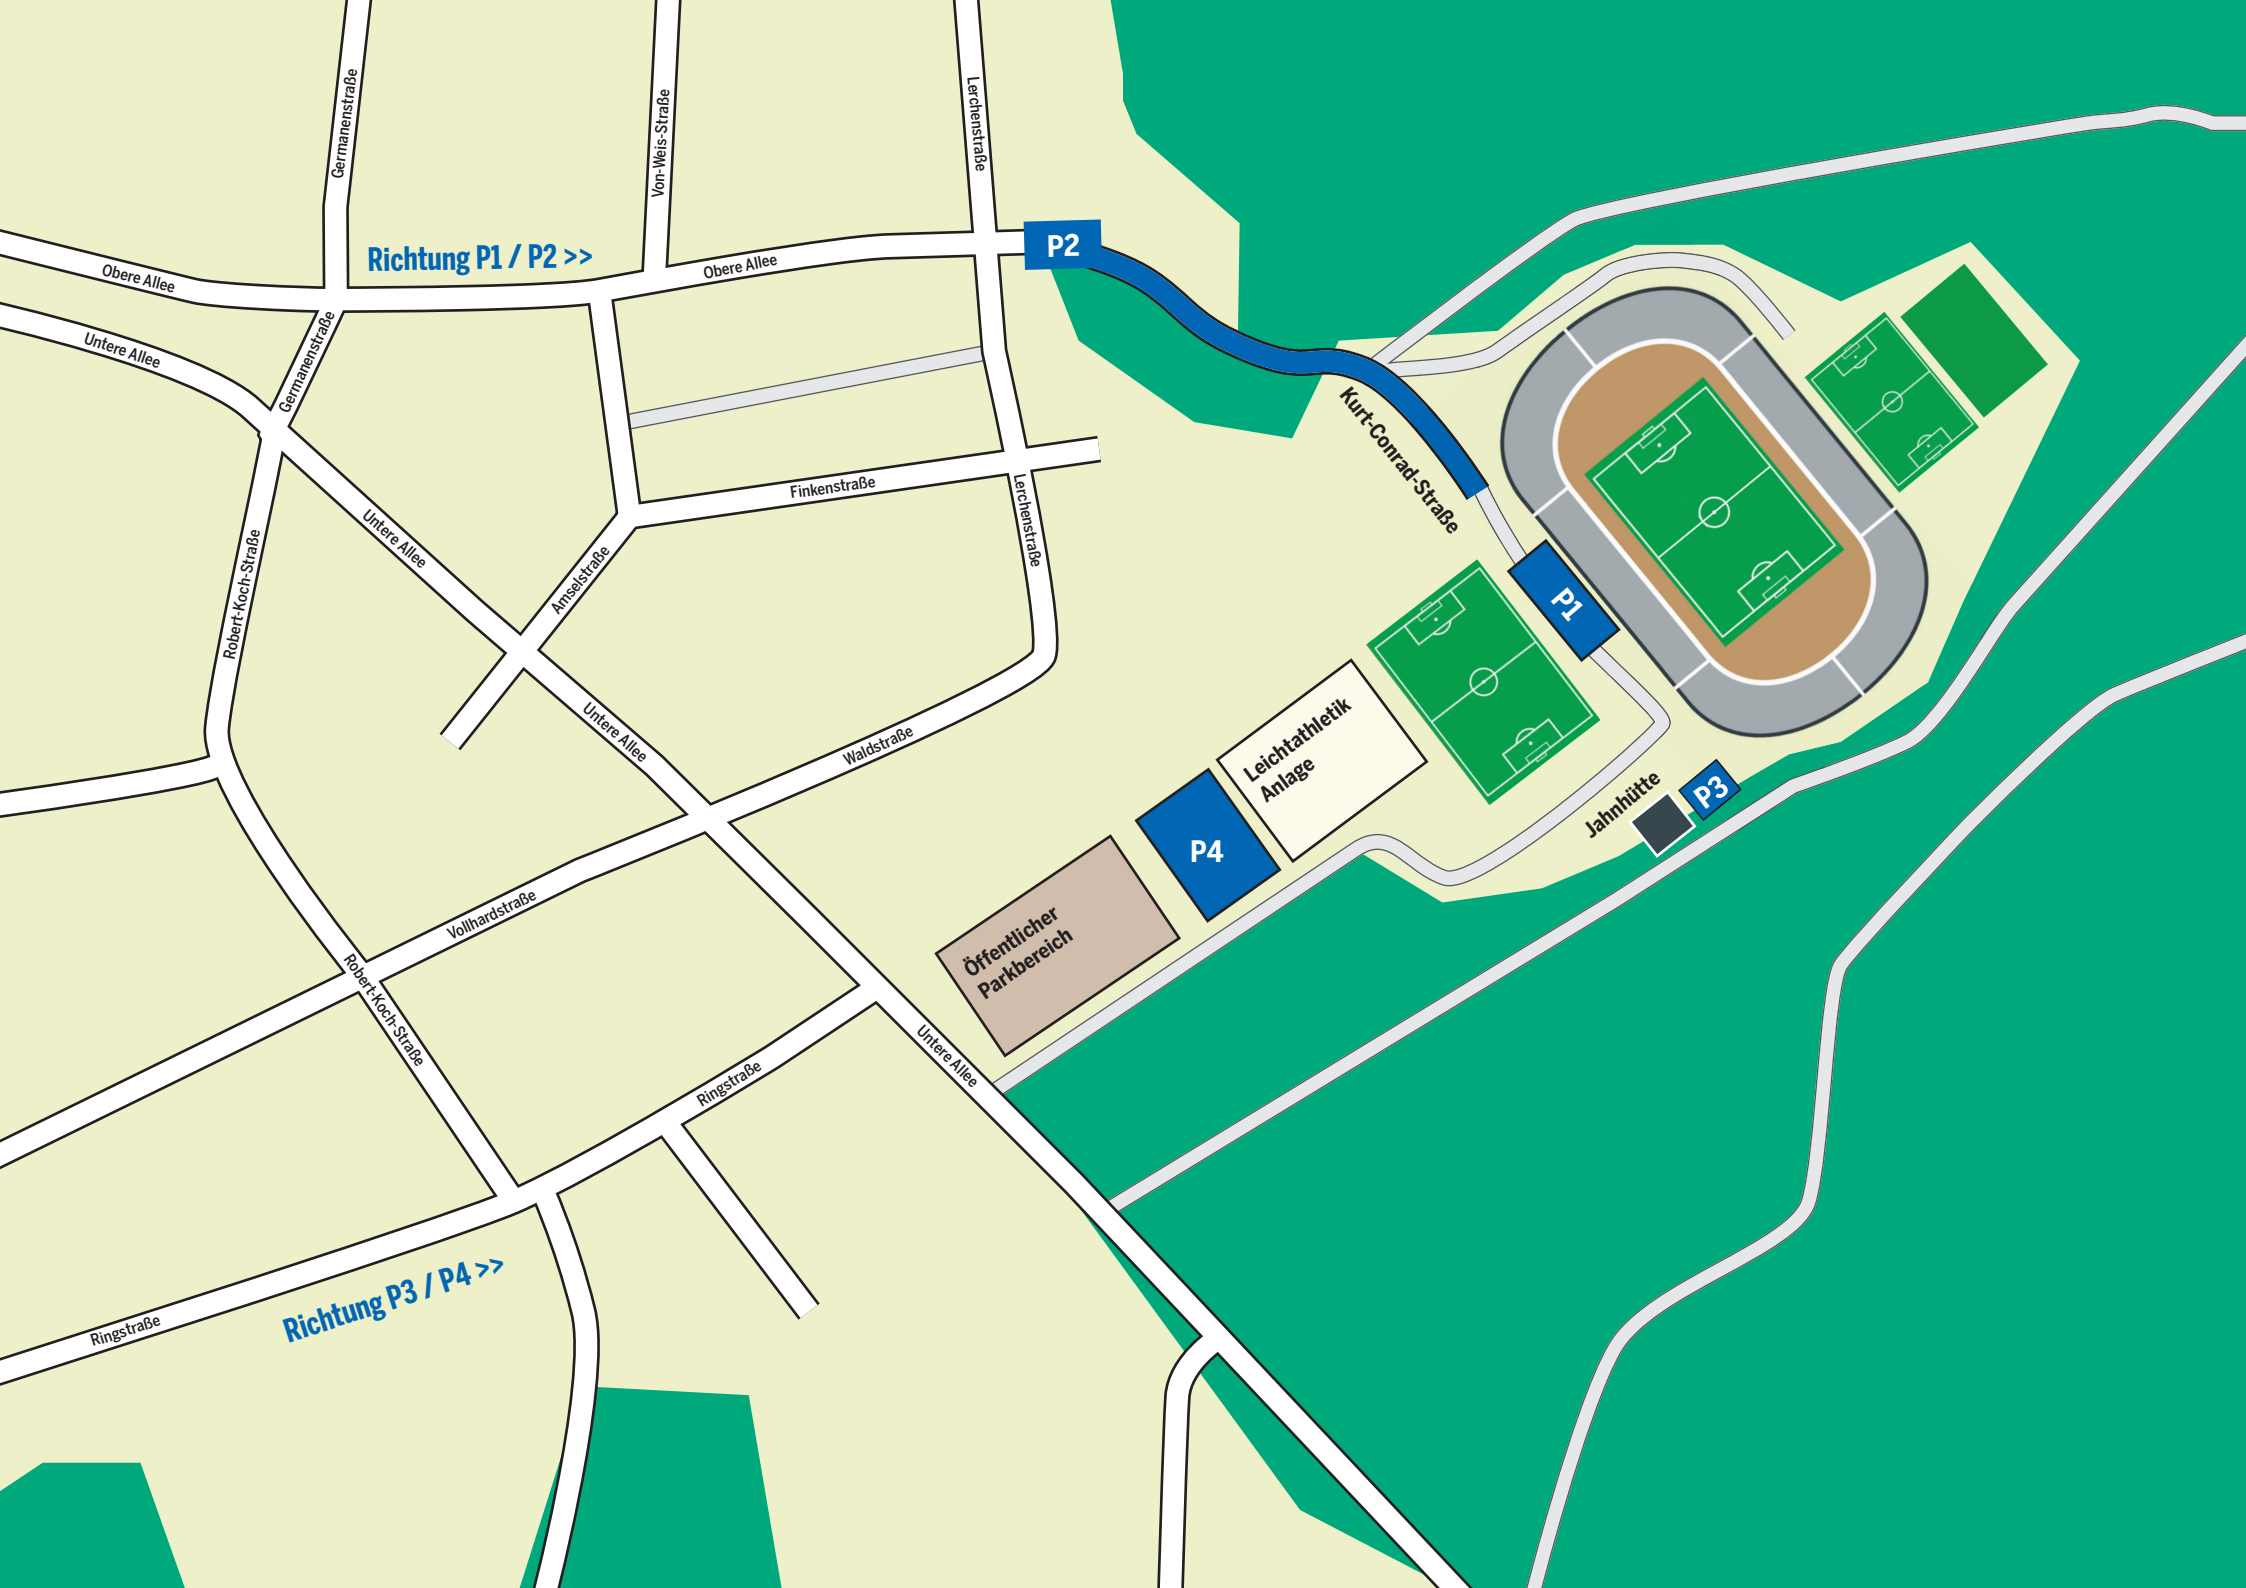 Germanenstraße
Von-Weis-Straße
Lerchenstraße
Richtung P1 / P2 >>
P2
Obere Allee
Obere Allee
Untere Allee
Germanenstraße
Kurt-Conrad-Straße
Finkenstraße
Lerchenstraße
Untere Allee
Robert-Koch-Straße
Amselstraße
P1
Untere Allee
Waldstraße
Leichtathletik
Anlage
Jahnhütte
P3
P4
Vollhardstraße
Öffentlicher
Parkbereich
Robert-Koch-Straße
Untere Allee
Ringstraße
Richtung P3 / P4 >>
Ringstraße